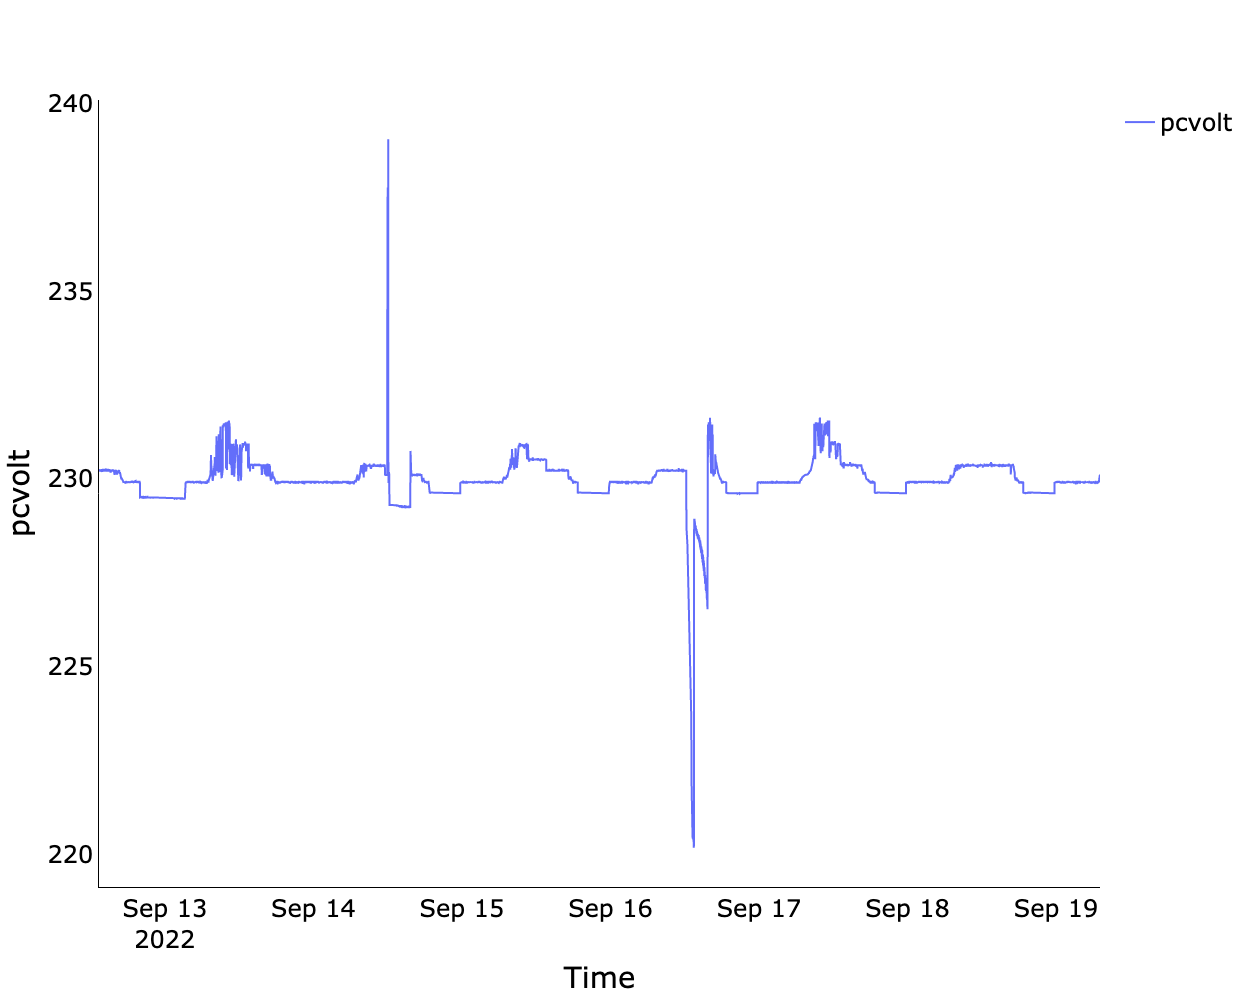 240
235
230
225
220
pcvolt
Sep 13
2022
Sep 14
Sep 15
Sep 16
Sep 17
Sep 18
Sep 19
Time
pcvolt